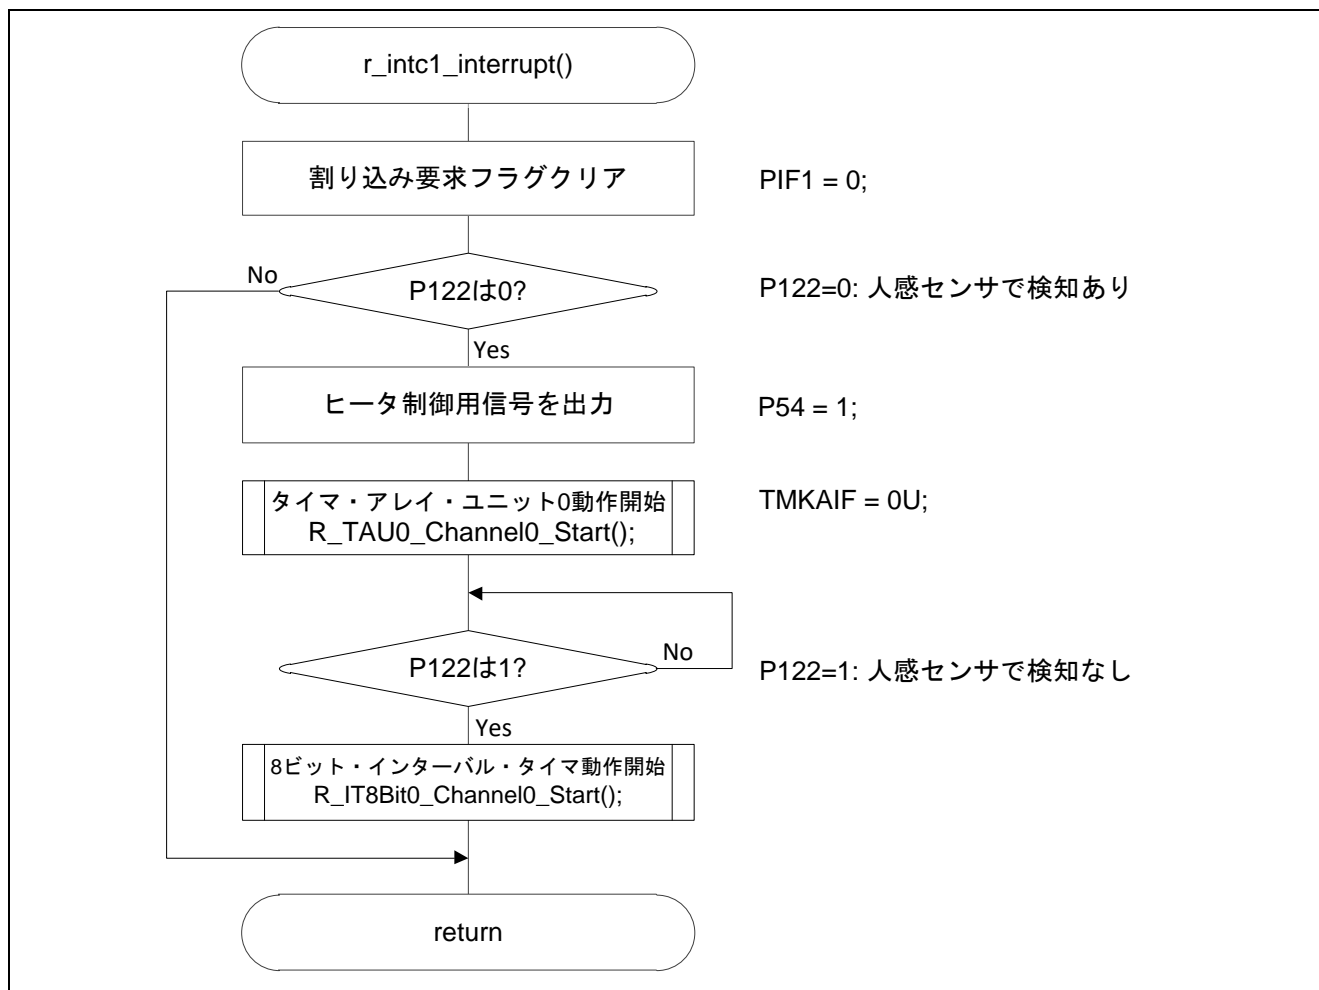 r_intc1_interrupt()
割り込み要求フラグクリア
PIF1 = 0;
No
P122は0?
P122=0: 人感センサで検知あり
Yes
ヒータ制御用信号を出力
P54 = 1;
タイマ・アレイ・ユニット0動作開始
R_TAU0_Channel0_Start();
TMKAIF = 0U;
P122は1?
No
P122=1: 人感センサで検知なし
Yes
8ビット・インターバル・タイマ動作開始
R_IT8Bit0_Channel0_Start();
return